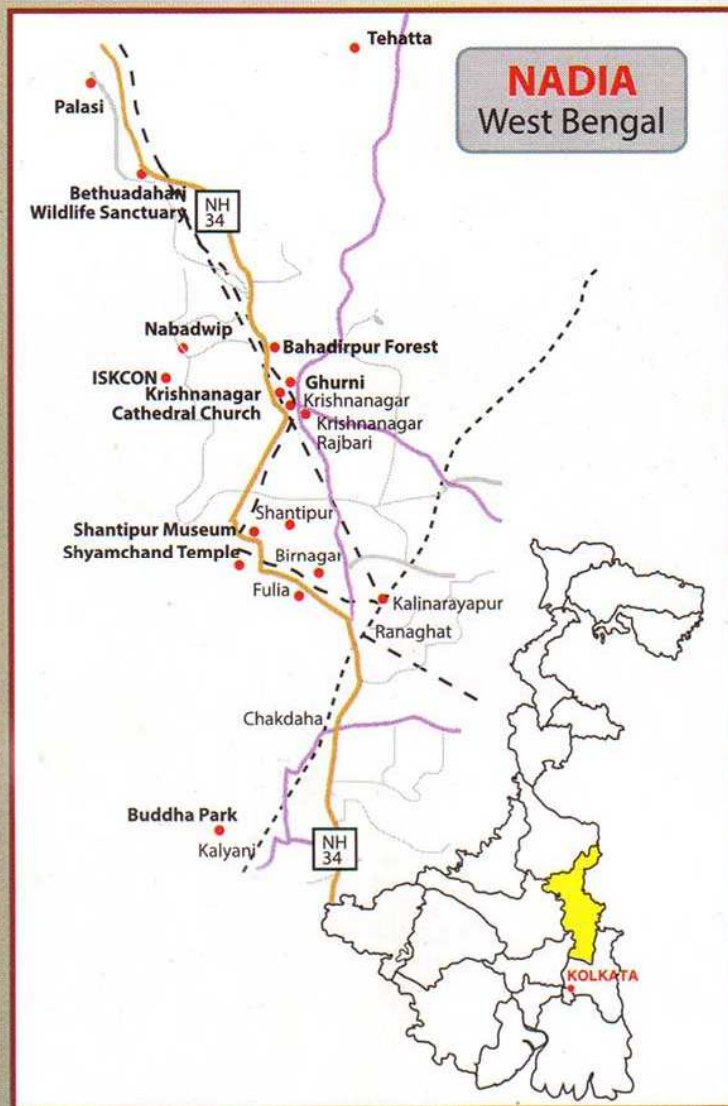 Tehatta
NADIA
West Bengal
Palasi
Bethuadahari
Wildlife Sanctuary
NH
34
Nabadwip
Bahadirpur Forest
ISKCON
Ghurni
Krishnanagar
Cathedral Church
Krishnanagar
Krishnanagar
Rajbari
Shantipur
Shantipur Museum
Shyamchand Temple
Birnagar
Fulia
Kalinarayapur
Ranaghat
Chakdaha
Buddha Park
Kalyani
NH
34
KOLKATA